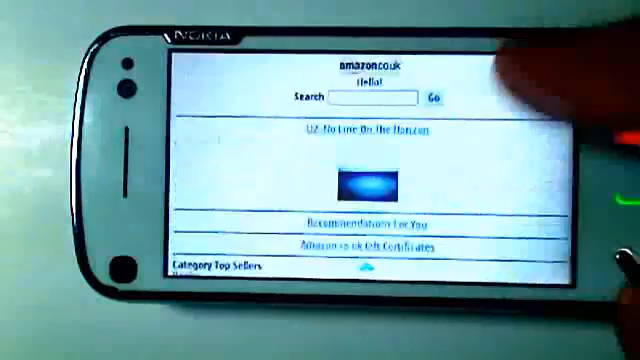 NOKIA
amazon.co.uk
Hello!
Search Go
U2: No Line On The Horizon
Recommendations For You
Amazon.co.uk Gift Certificates
Category Top Sellers